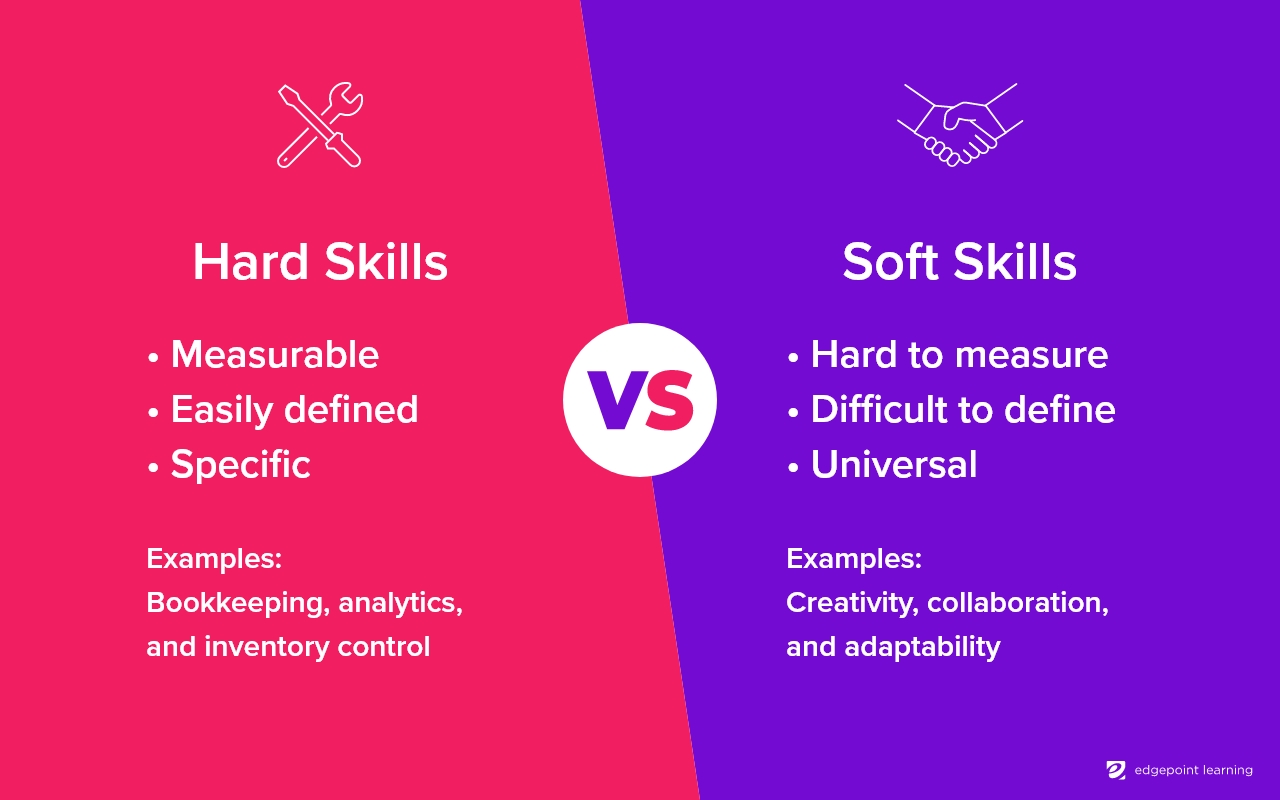 Hard Skills
• Measurable
• Easily defined
• Specific
Examples:
Bookkeeping, analytics,
and inventory control
VS
Soft Skills
• Hard to measure
• Difficult to define
• Universal
Examples:
Creativity, collaboration,
and adaptability
edgepoint learning